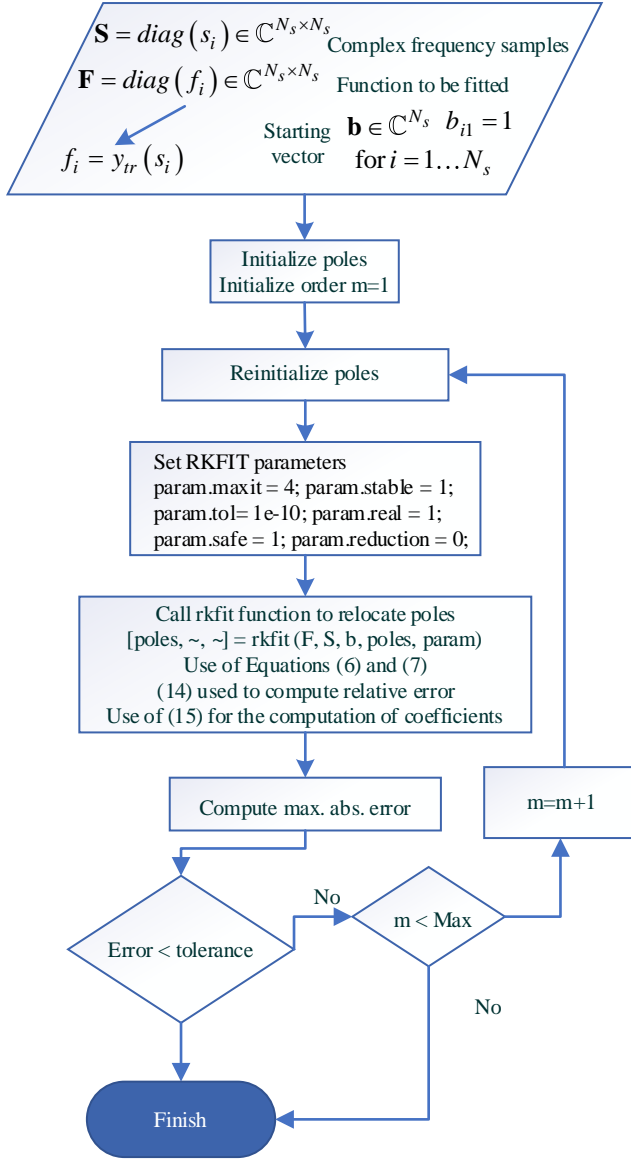 S = diag(s_i) ∈ ℂ^{N_s×N_s} Complex frequency samples
F = diag(f_i) ∈ ℂ^{N_s×N_s} Function to be fitted
f_i = y_{tr}(s_i)
Starting
vector
b ∈ ℂ^{N_s} b_{i1} = 1
for i = 1…N_s
Initialize poles
Initialize order m=1
Reinitialize poles
Set RKFIT parameters
param.maxit = 4; param.stable = 1;
param.tol= 1e-10; param.real = 1;
param.safe = 1; param.reduction = 0;
Call rkfit function to relocate poles
[poles, ~, ~] = rkfit (F, S, b, poles, param)
Use of Equations (6) and (7)
(14) used to compute relative error
Use of (15) for the computation of coefficients
Compute max. abs. error
m=m+1
Error < tolerance
No
m < Max
No
Finish